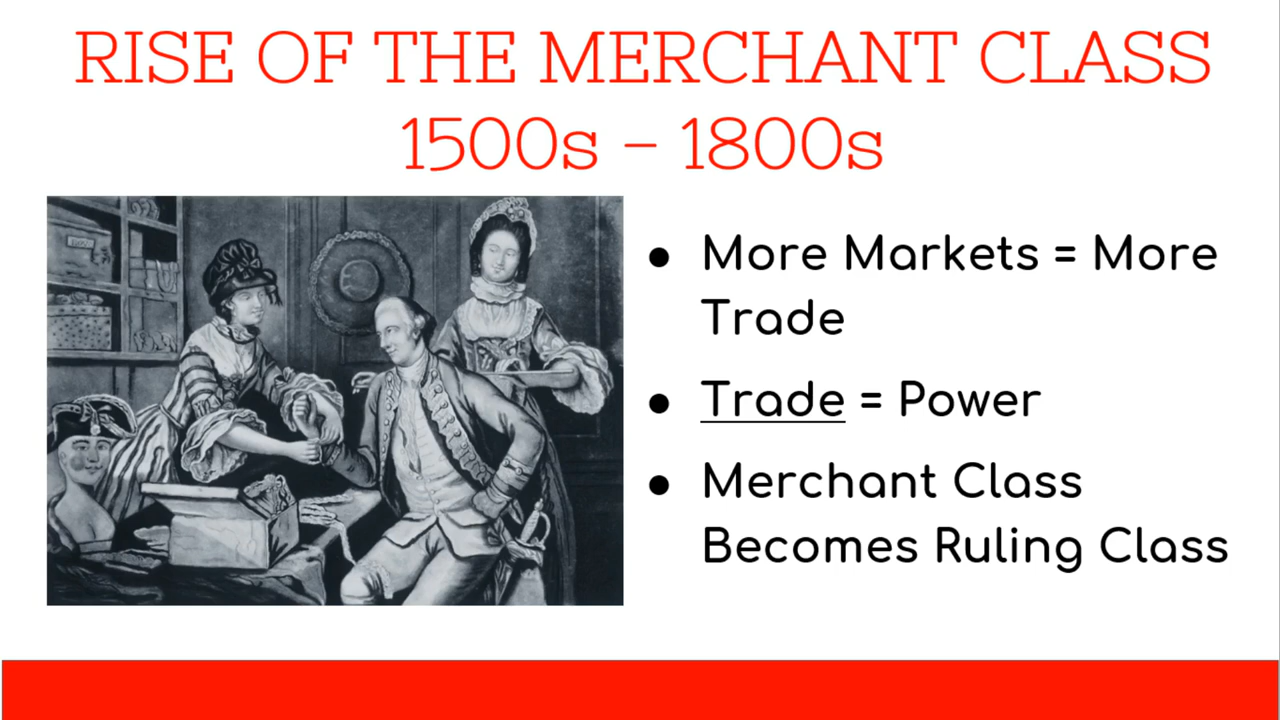 RISE OF THE MERCHANT CLASS
1500s – 1800s
● More Markets = More
Trade
● Trade = Power
● Merchant Class
Becomes Ruling Class